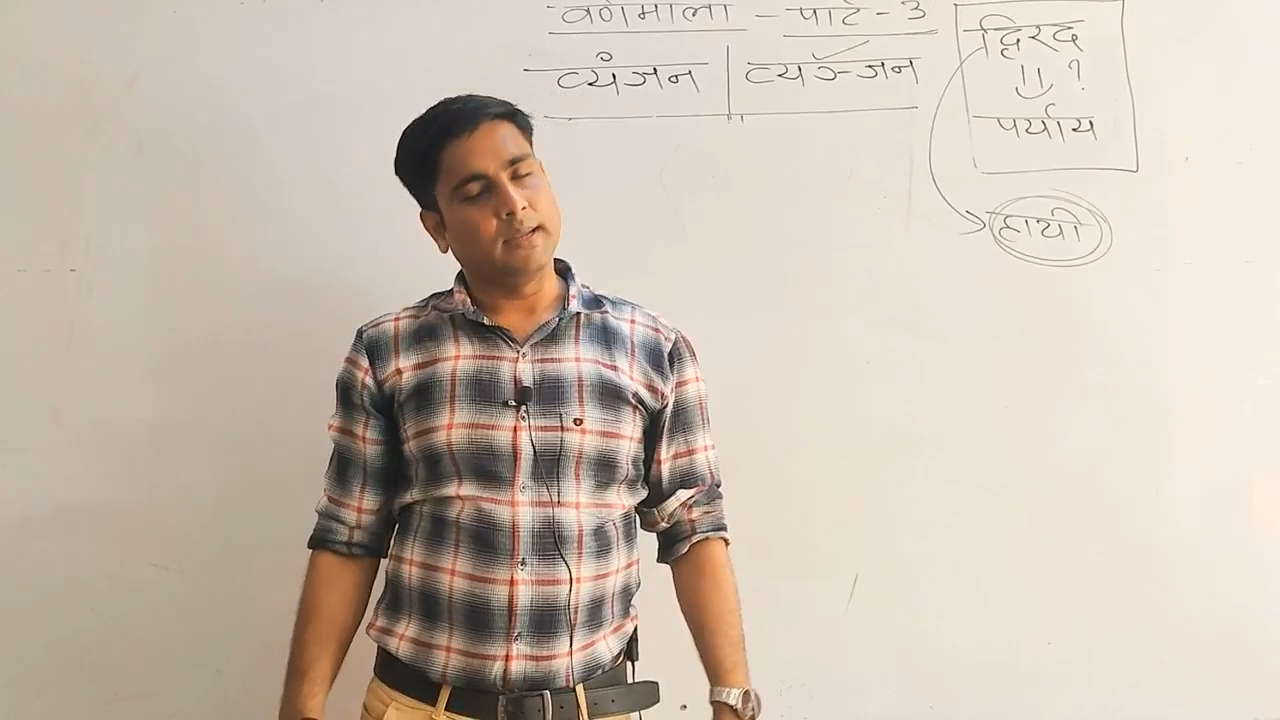 वर्णमाला - पार्ट - 3
व्यंजन | व्यञ्जन
द्विरद
= ?
पर्याय
हाथी